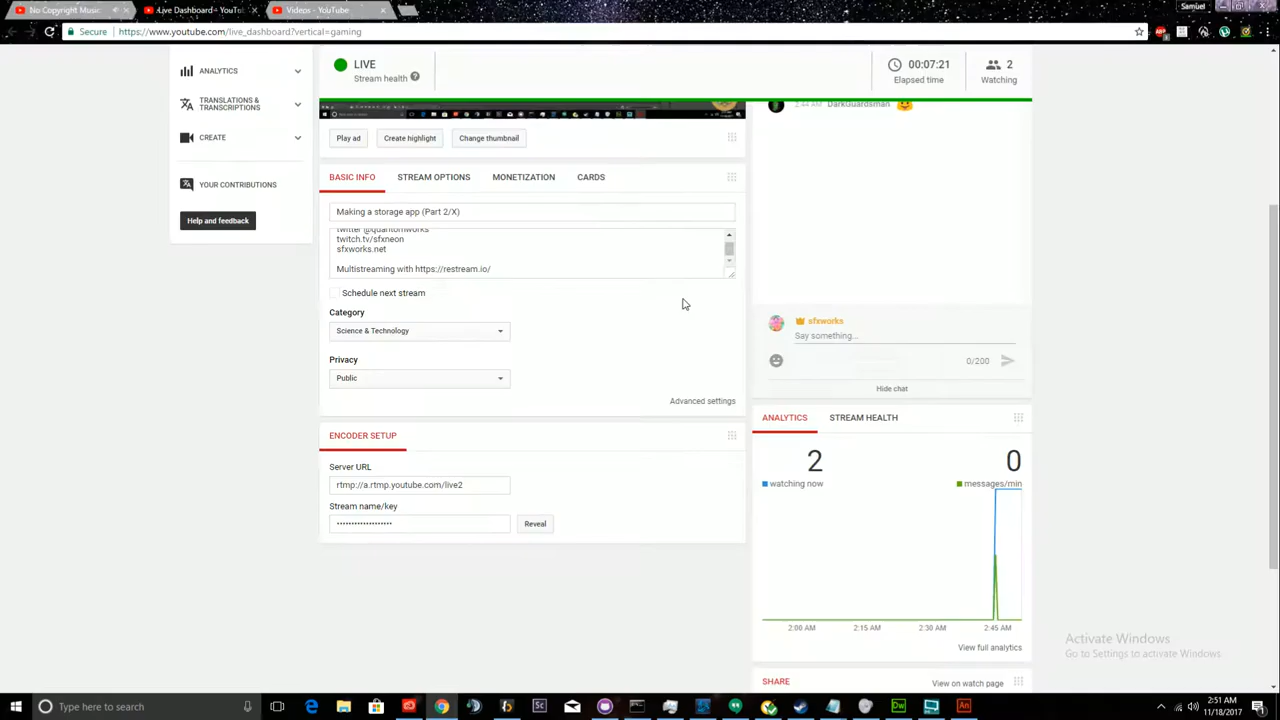 No Copyright Music
Live Dashboard - YouTu
Videos - YouTube
Samuel
Secure
https://www.youtube.com/live_dashboard?vertical=gaming
ANALYTICS
TRANSLATIONS &
TRANSCRIPTIONS
CREATE
YOUR CONTRIBUTIONS
Help and feedback
LIVE
Stream health
00:07:21
Elapsed time
2
Watching
Play ad
Create highlight
Change thumbnail
BASIC INFO
STREAM OPTIONS
MONETIZATION
CARDS
Making a storage app (Part 2/X)
twitter @quantomworks
twitch.tv/sfxneon
sfxworks.net
Multistreaming with https://restream.io/
Schedule next stream
Category
Science & Technology
Privacy
Public
Advanced settings
ENCODER SETUP
Server URL
rtmp://a.rtmp.youtube.com/live2
Stream name/key
••••••••••••••••••
Reveal
2:44 AM DarkGuardsman
sfxworks
Say something...
0/200
Hide chat
ANALYTICS
STREAM HEALTH
2
watching now
0
messages/min
2:00 AM
2:15 AM
2:30 AM
2:45 AM
View full analytics
SHARE
View on watch page
Activate Windows
Go to Settings to activate Windows.
Type here to search
2:51 AM
11/18/2017